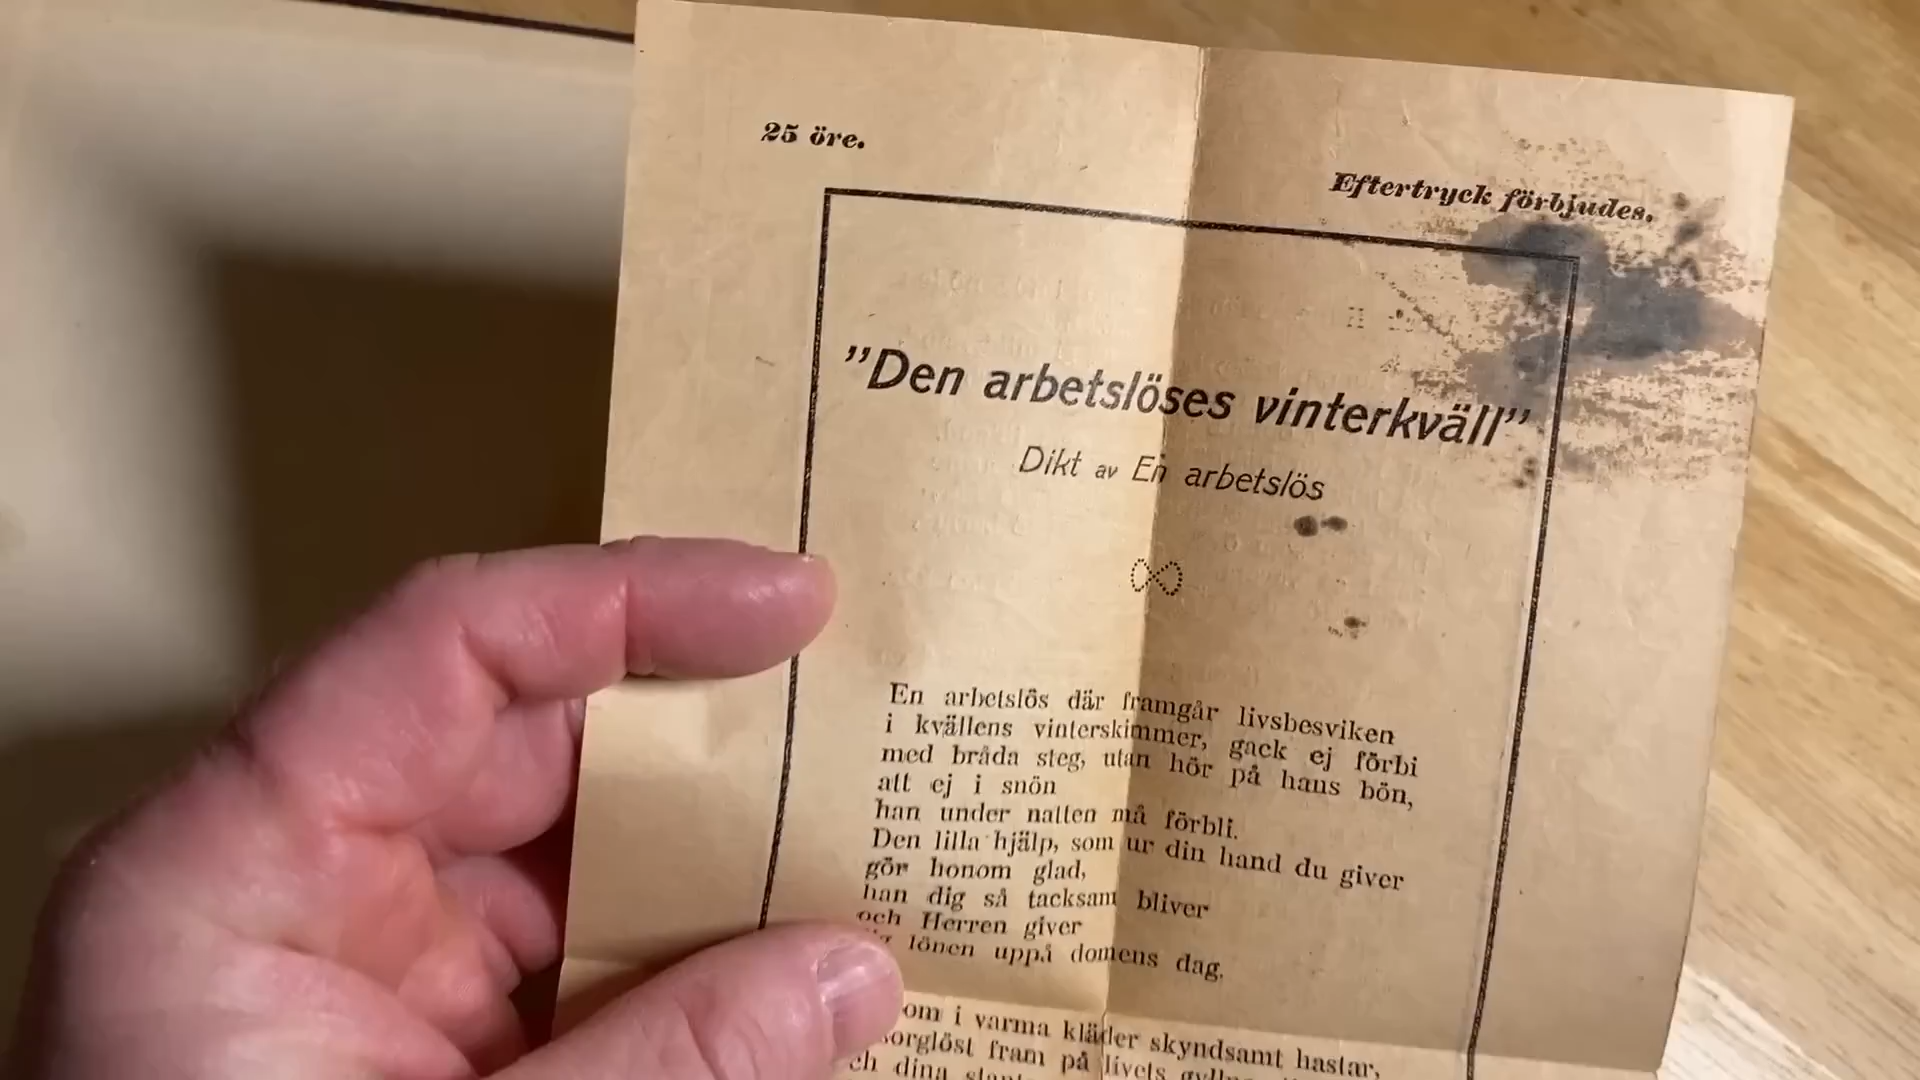 25 öre.
Eftertryck förbjudes.
"Den arbetslöses vinterkväll"
Dikt av En arbetslös
En arbetslös där framgår livsbesviken
i kvällens vinterskimmer, gack ej förbi
med bråda steg, utan hör på hans bön,
att ej i snön
han under natten må förbli.
Den lilla hjälp, som ur din hand du giver
gör honom glad,
han dig så tacksam bliver
och Herren giver
lönen uppå domens dag.
i varma kläder skyndsamt hastar,
fram på livets
dina